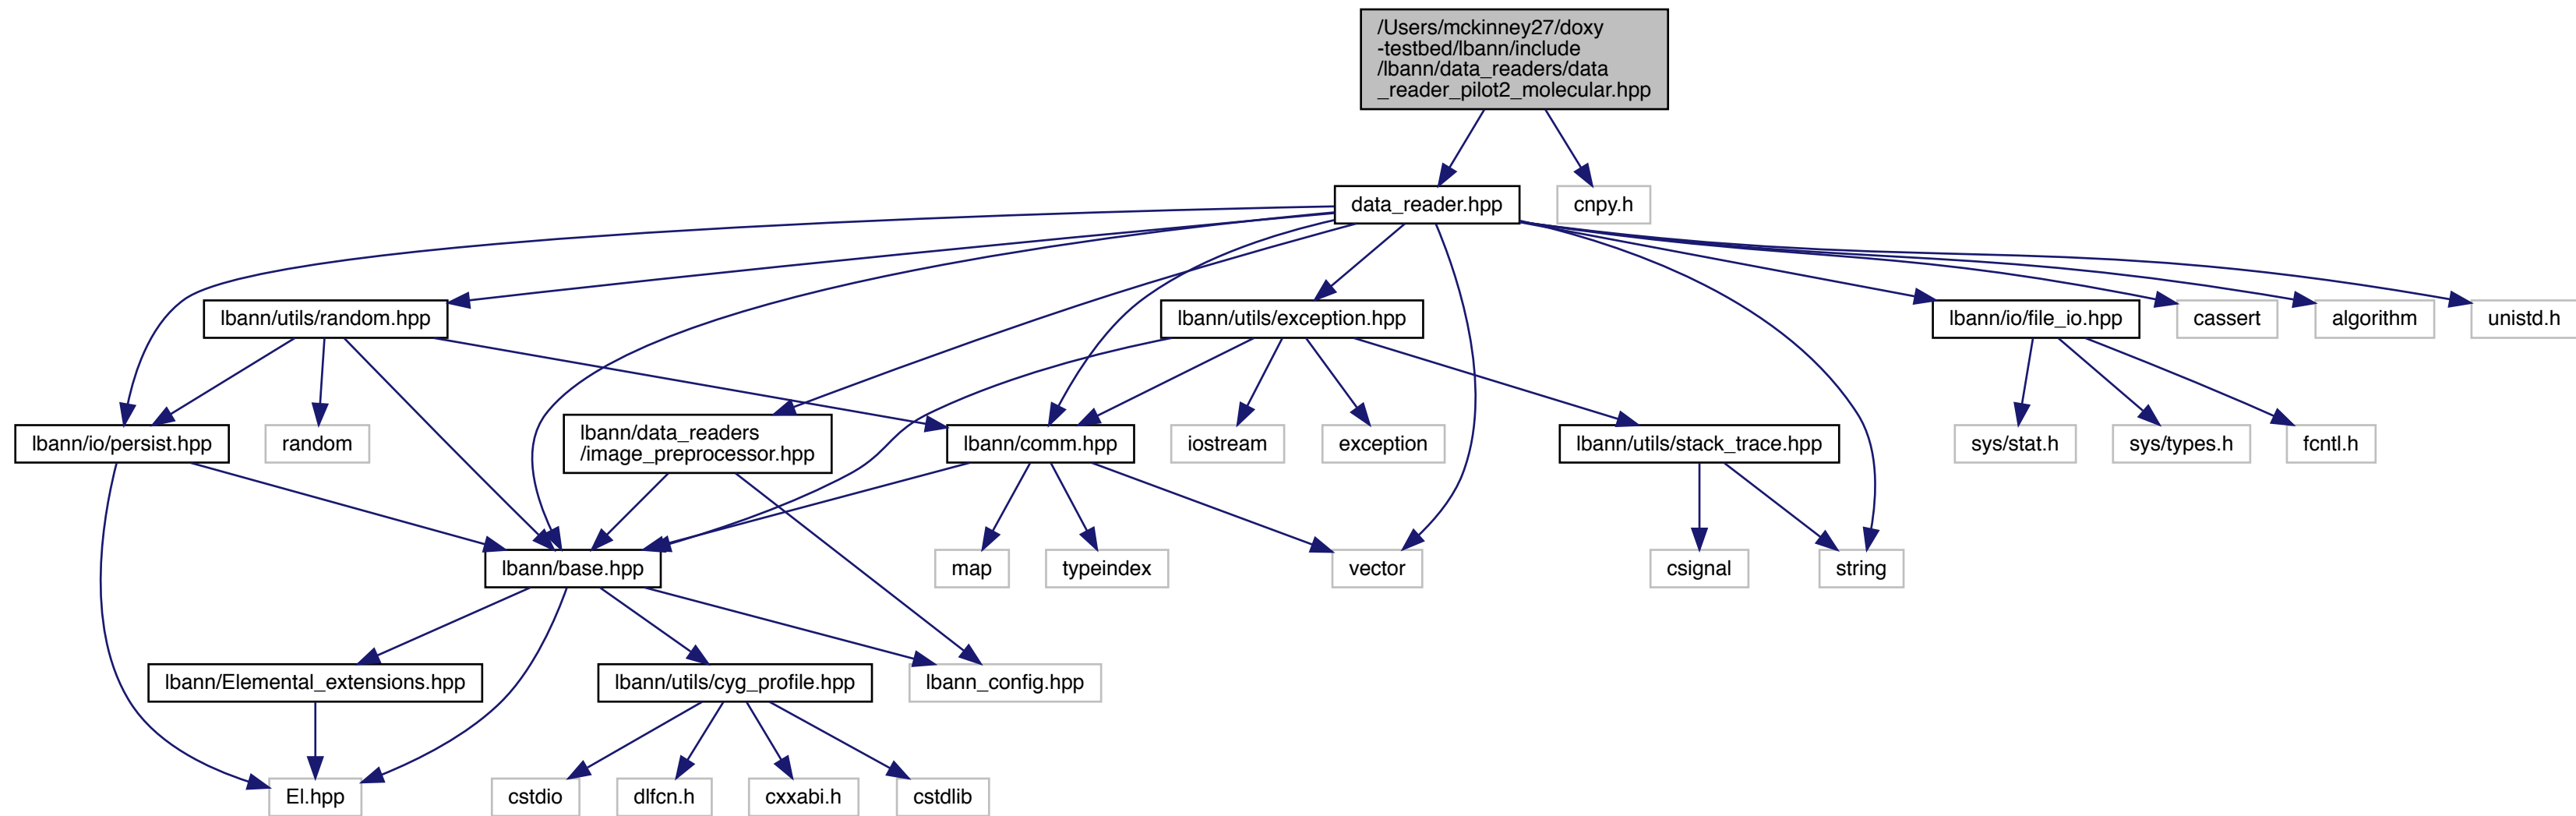 /Users/mckinney27/doxy
-testbed/lbann/include
/lbann/data_readers/data
_reader_pilot2_molecular.hpp
data_reader.hpp
cnpy.h
lbann/utils/random.hpp
lbann/utils/exception.hpp
lbann/io/file_io.hpp
cassert
algorithm
unistd.h
lbann/io/persist.hpp
random
lbann/data_readers
/image_preprocessor.hpp
lbann/comm.hpp
iostream
exception
lbann/utils/stack_trace.hpp
sys/stat.h
sys/types.h
fcntl.h
lbann/base.hpp
map
typeindex
vector
csignal
string
lbann/Elemental_extensions.hpp
lbann/utils/cyg_profile.hpp
lbann_config.hpp
El.hpp
cstdio
dlfcn.h
cxxabi.h
cstdlib